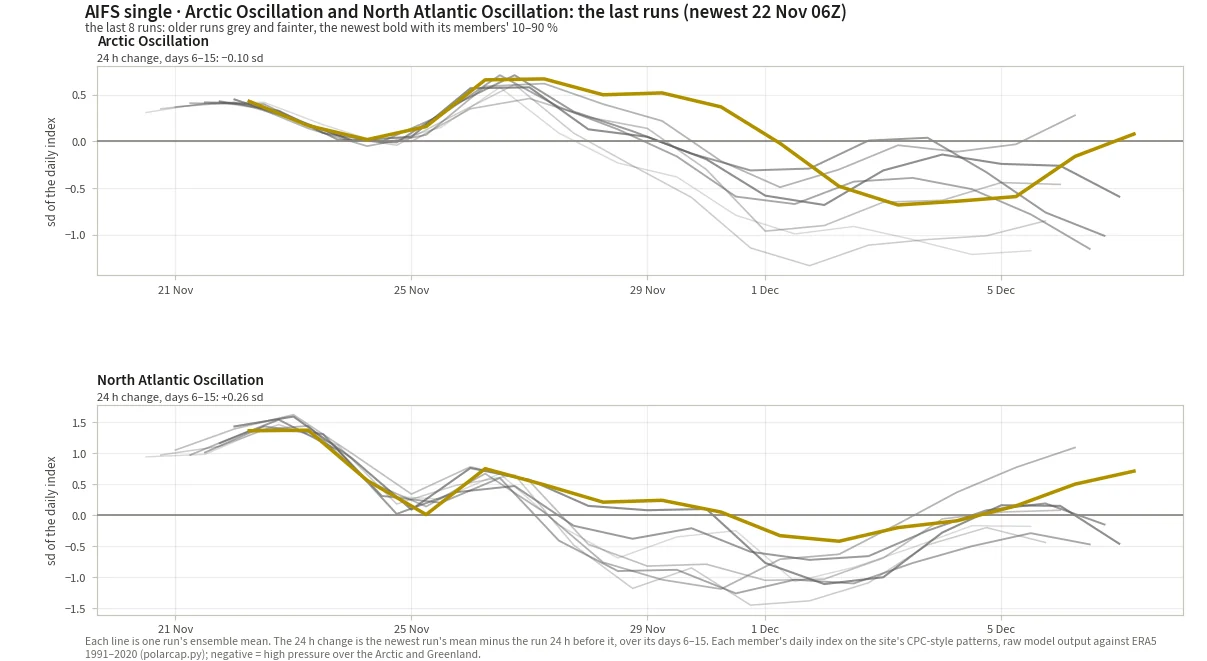 AIFS single · Arctic Oscillation and North Atlantic Oscillation: the last runs (newest 22 Nov 06Z)
the last 8 runs: older runs grey and fainter, the newest bold with its members' 10–90 %
Arctic Oscillation
24 h change, days 6–15: −0.10 sd
sd of the daily index
0.5
0.0
−0.5
−1.0
21 Nov
25 Nov
29 Nov
1 Dec
5 Dec
North Atlantic Oscillation
24 h change, days 6–15: +0.26 sd
sd of the daily index
1.5
1.0
0.5
0.0
−0.5
−1.0
−1.5
21 Nov
25 Nov
29 Nov
1 Dec
5 Dec
Each line is one run's ensemble mean. The 24 h change is the newest run's mean minus the run 24 h before it, over its days 6–15. Each member's daily index on the site's CPC-style patterns, raw model output against ERA5
1991–2020 (polarcap.py); negative = high pressure over the Arctic and Greenland.